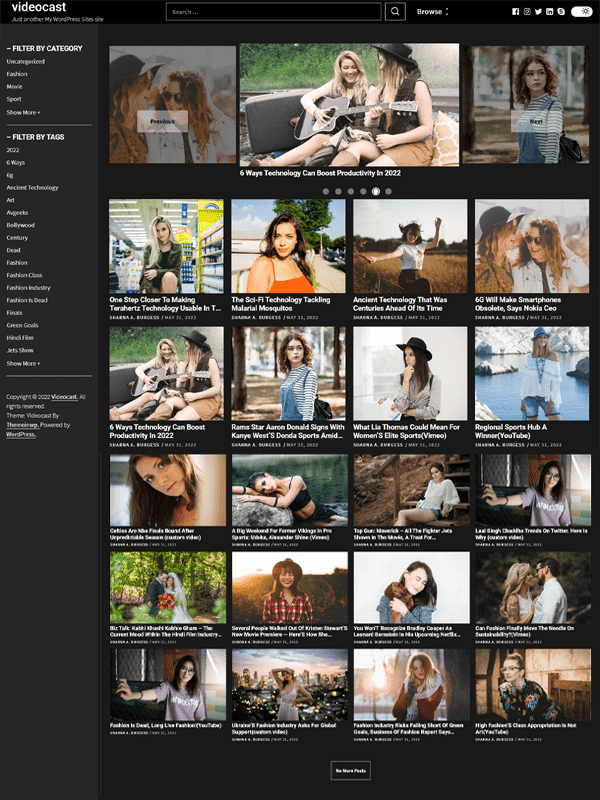 videocast
Just another My WordPress Sites site
Search ...
Browse
– FILTER BY CATEGORY
Uncategorized
Fashion
Movie
Sport
Show More +
– FILTER BY TAGS
2022
6 Ways
6g
Ancient Technology
Art
Avgeeks
Bollywood
Century
Dead
Fashion
Fashion Class
Fashion Industry
Fashion Is Dead
Finals
Green Goals
Hindi Film
Jets Show
Show More +
Copyright © 2022 Videocast. All
rights reserved.
Theme: Videocast By
Themeinwp. Powered by
WordPress.
Previous
Next
6 Ways Technology Can Boost Productivity In 2022
One Step Closer To Making
Terahertz Technology Usable In T...
SHARNA A. BURGESS / MAY 31, 2022
The Sci-Fi Technology Tackling
Malarial Mosquitos
SHARNA A. BURGESS / MAY 31, 2022
Ancient Technology That Was
Centuries Ahead Of Its Time
SHARNA A. BURGESS / MAY 31, 2022
6G Will Make Smartphones
Obsolete, Says Nokia Ceo
SHARNA A. BURGESS / MAY 31, 2022
6 Ways Technology Can Boost
Productivity In 2022
SHARNA A. BURGESS / MAY 31, 2022
Rams Star Aaron Donald Signs With
Kanye West'S Donda Sports Amid...
SHARNA A. BURGESS / MAY 31, 2022
What Lia Thomas Could Mean For
Women'S Elite Sports(Vimeo)
SHARNA A. BURGESS / MAY 31, 2022
Regional Sports Hub A
Winner(YouTube)
SHARNA A. BURGESS / MAY 31, 2022
Celtics Are Nba Finals Bound After
Unpredictable Season (custom video)
SHARNA A. BURGESS / MAY 31, 2022
A Big Weekend For Former Vikings In Pro
Sports: Udoka, Alexander Shine (Vimeo)
SHARNA A. BURGESS / MAY 31, 2022
Top Gun: Maverick – All The Fighter Jets
Shown In The Movie, A Treat For...
SHARNA A. BURGESS / MAY 31, 2022
Laal Singh Chaddha Trends On Twitter. Here Is
Why (custom video)
SHARNA A. BURGESS / MAY 31, 2022
Biz Talk: Kabhi Khushi Kabhie Gham – The
Current Mood Within The Hindi Film Industry...
SHARNA A. BURGESS / MAY 31, 2022
Several People Walked Out Of Kristen Stewart'S
New Movie Premiere – Here'S How She...
SHARNA A. BURGESS / MAY 31, 2022
You Won'T Recognize Bradley Cooper As
Leonard Bernstein In His Upcoming Netflix...
SHARNA A. BURGESS / MAY 31, 2022
Can Fashion Finally Move The Needle On
Sustainability?(Vimeo)
SHARNA A. BURGESS / MAY 31, 2022
Fashion Is Dead, Long Live Fashion'(YouTube)
SHARNA A. BURGESS / MAY 31, 2022
Ukraine'S Fashion Industry Asks For Global
Support(custom video)
SHARNA A. BURGESS / MAY 31, 2022
Fashion Industry Risks Falling Short Of Green
Goals, Business Of Fashion Report Says...
SHARNA A. BURGESS / MAY 31, 2022
High Fashion'S Class Appropriation Is Not
Art(YouTube)
SHARNA A. BURGESS / MAY 31, 2022
No More Posts